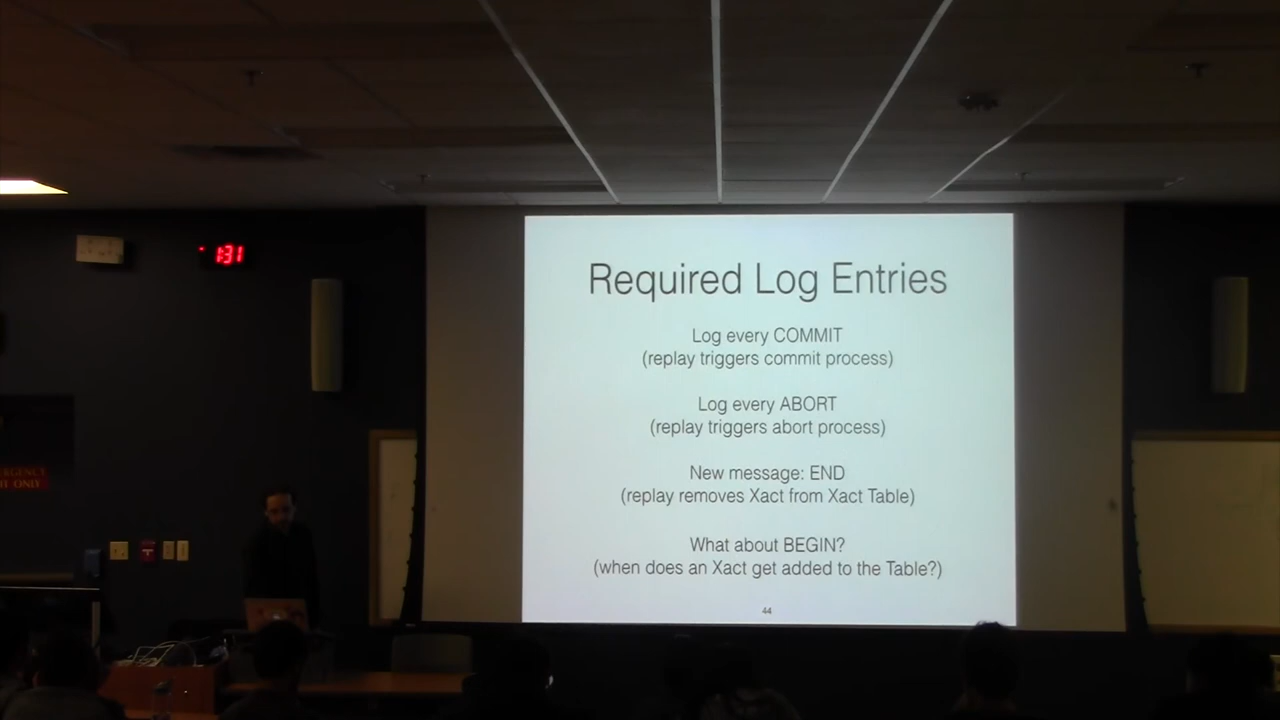 1:31
Required Log Entries
Log every COMMIT
(replay triggers commit process)
Log every ABORT
(replay triggers abort process)
New message: END
(replay removes Xact from Xact Table)
What about BEGIN?
(when does an Xact get added to the Table?)
44
ONLY